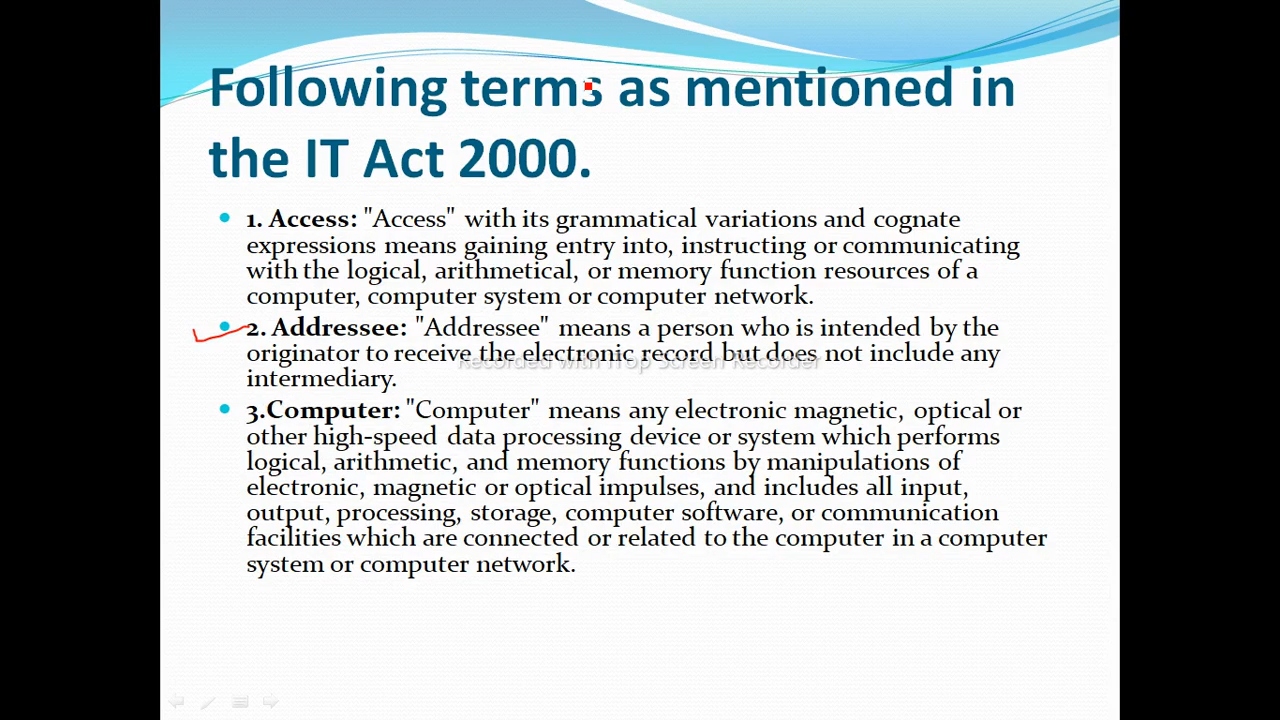 Following terms as mentioned in
the IT Act 2000.
1. Access: "Access" with its grammatical variations and cognate
expressions means gaining entry into, instructing or communicating
with the logical, arithmetical, or memory function resources of a
computer, computer system or computer network.
2. Addressee: "Addressee" means a person who is intended by the
originator to receive the electronic record but does not include any
Recorded with iTop Screen Recorder
intermediary.
3.Computer: "Computer" means any electronic magnetic, optical or
other high-speed data processing device or system which performs
logical, arithmetic, and memory functions by manipulations of
electronic, magnetic or optical impulses, and includes all input,
output, processing, storage, computer software, or communication
facilities which are connected or related to the computer in a computer
system or computer network.